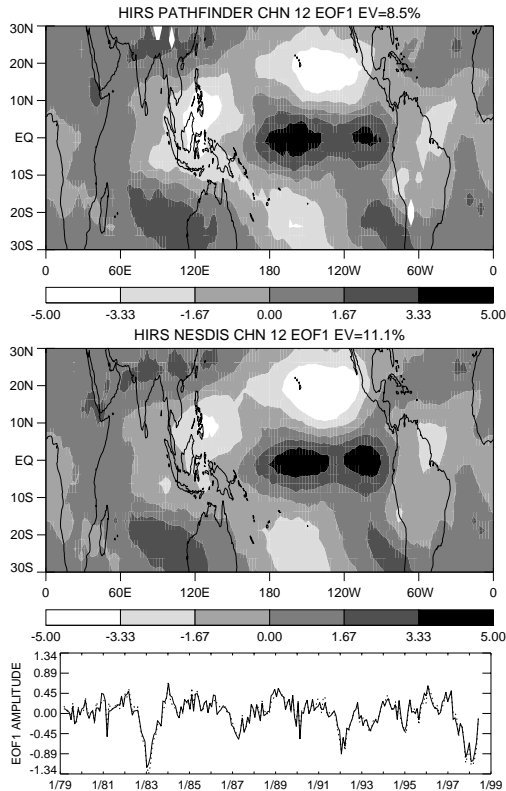 HIRS PATHFINDER CHN 12 EOF1 EV=8.5%
30N
20N
10N
EQ
10S
20S
30S
0 60E 120E 180 120W 60W 0
-5.00 -3.33 -1.67 0.00 1.67 3.33 5.00
HIRS NESDIS CHN 12 EOF1 EV=11.1%
30N
20N
10N
EQ
10S
20S
30S
0 60E 120E 180 120W 60W 0
-5.00 -3.33 -1.67 0.00 1.67 3.33 5.00
EOF1 AMPLITUDE
1.34
0.89
0.45
0.00
-0.45
-0.89
-1.34
1/79 1/81 1/83 1/85 1/87 1/89 1/91 1/93 1/95 1/97 1/99